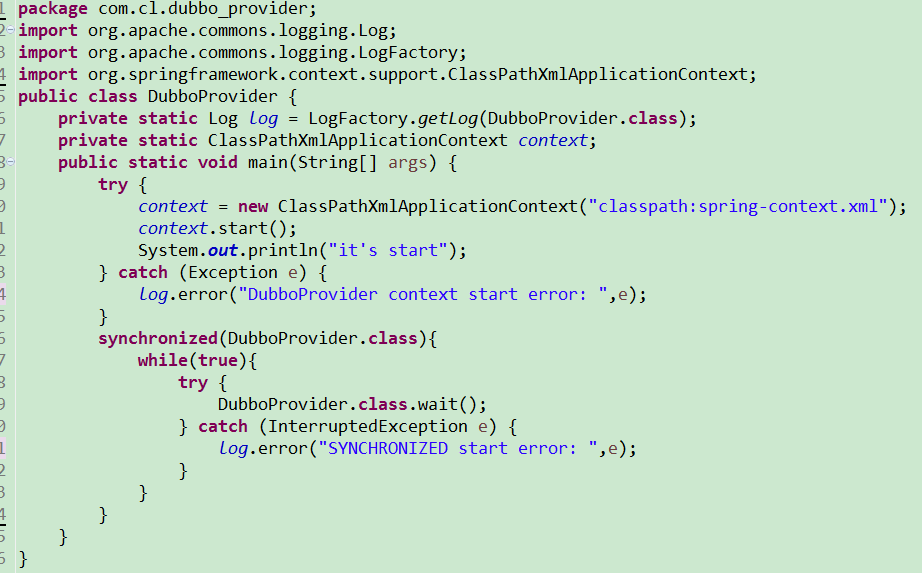 1 package com.cl.dubbo_provider;
2 import org.apache.commons.logging.Log;
3 import org.apache.commons.logging.LogFactory;
4 import org.springframework.context.support.ClassPathXmlApplicationContext;
5 public class DubboProvider {
6     private static Log log = LogFactory.getLog(DubboProvider.class);
7     private static ClassPathXmlApplicationContext context;
8     public static void main(String[] args) {
9         try {
0             context = new ClassPathXmlApplicationContext("classpath:spring-context.xml");
1             context.start();
2             System.out.println("it's start");
3         } catch (Exception e) {
4             log.error("DubboProvider context start error: ",e);
5         }
6         synchronized(DubboProvider.class){
7             while(true){
8                 try {
9                     DubboProvider.class.wait();
0                 } catch (InterruptedException e) {
1                     log.error("SYNCHRONIZED start error: ",e);
2                 }
3             }
4         }
5     }
6 }